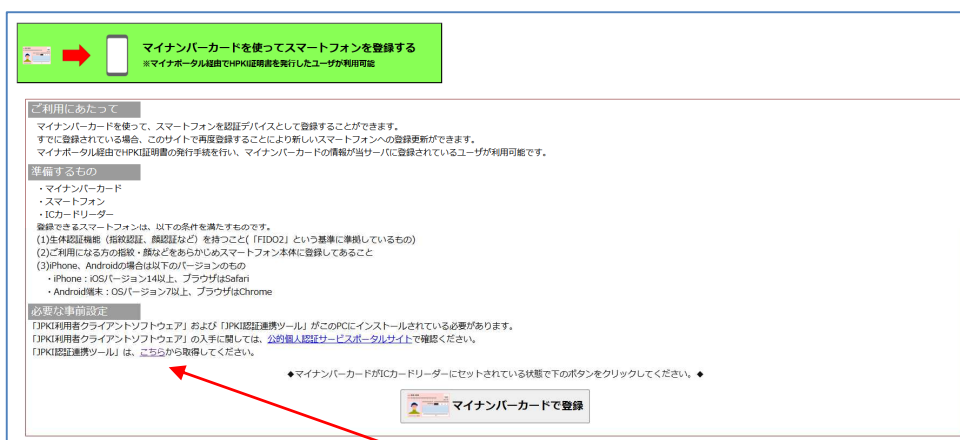 マイナンバーカードを使ってスマートフォンを登録する
※マイナポータル経由でHPKI証明書を発行したユーザが利用可能
ご利用にあたって
マイナンバーカードを使って、スマートフォンを認証デバイスとして登録することができます。
すでに登録されている場合、このサイトで再度登録することにより新しいスマートフォンへの登録更新ができます。
マイナポータル経由でHPKI証明書の発行手続を行い、マイナンバーカードの情報が当サーバに登録されているユーザが利用可能です。
準備するもの
・マイナンバーカード
・スマートフォン
・ICカードリーダー
登録できるスマートフォンは、以下の条件を満たすものです。
(1)生体認証機能（指紋認証、顔認証など）を持つこと(「FIDO2」という基準に準拠しているもの)
(2)ご利用になる方の指紋・顔などをあらかじめスマートフォン本体に登録してあること
(3)iPhone、Androidの場合は以下のバージョンのもの
・iPhone：iOSバージョン14以上、ブラウザはSafari
・Android端末：OSバージョン7以上、ブラウザはChrome
必要な事前設定
「JPKI利用者クライアントソフトウェア」および「JPKI認証連携ツール」がこのPCにインストールされている必要があります。
「JPKI利用者クライアントソフトウェア」の入手に関しては、公的個人認証サービスポータルサイトで確認ください。
「JPKI認証連携ツール」は、こちらから取得してください。
◆マイナンバーカードがICカードリーダーにセットされている状態で下のボタンをクリックしてください。◆
マイナンバーカードで登録